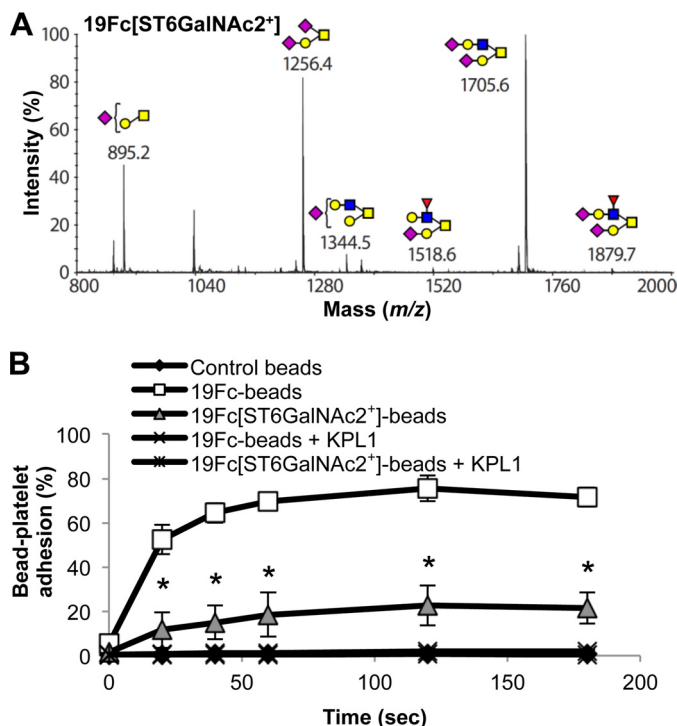 A
19Fc[ST6GalNAc2+]
Intensity (%)
100
80
60
40
20
0
895.2
1256.4
1344.5
1518.6
1705.6
1879.7
800
1040
1280
1520
1760
2000
Mass (m/z)
B
Control beads
19Fc-beads
19Fc[ST6GalNAc2+]-beads
19Fc-beads + KPL1
19Fc[ST6GalNAc2+]-beads + KPL1
Bead-platelet
adhesion (%)
100
80
60
40
20
0
*
*
*
*
*
0
50
100
150
200
Time (sec)